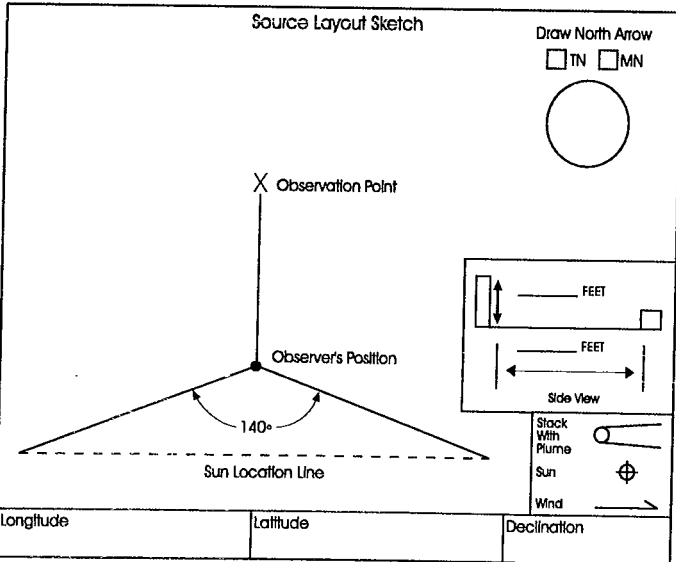 Source Layout Sketch
Draw North Arrow
TN MN
X Observation Point
FEET
Observer's Position
FEET
Side View
140°
Sun Location Line
Stack
With
Plume
Sun
Wind
Longitude
Latitude
Declination